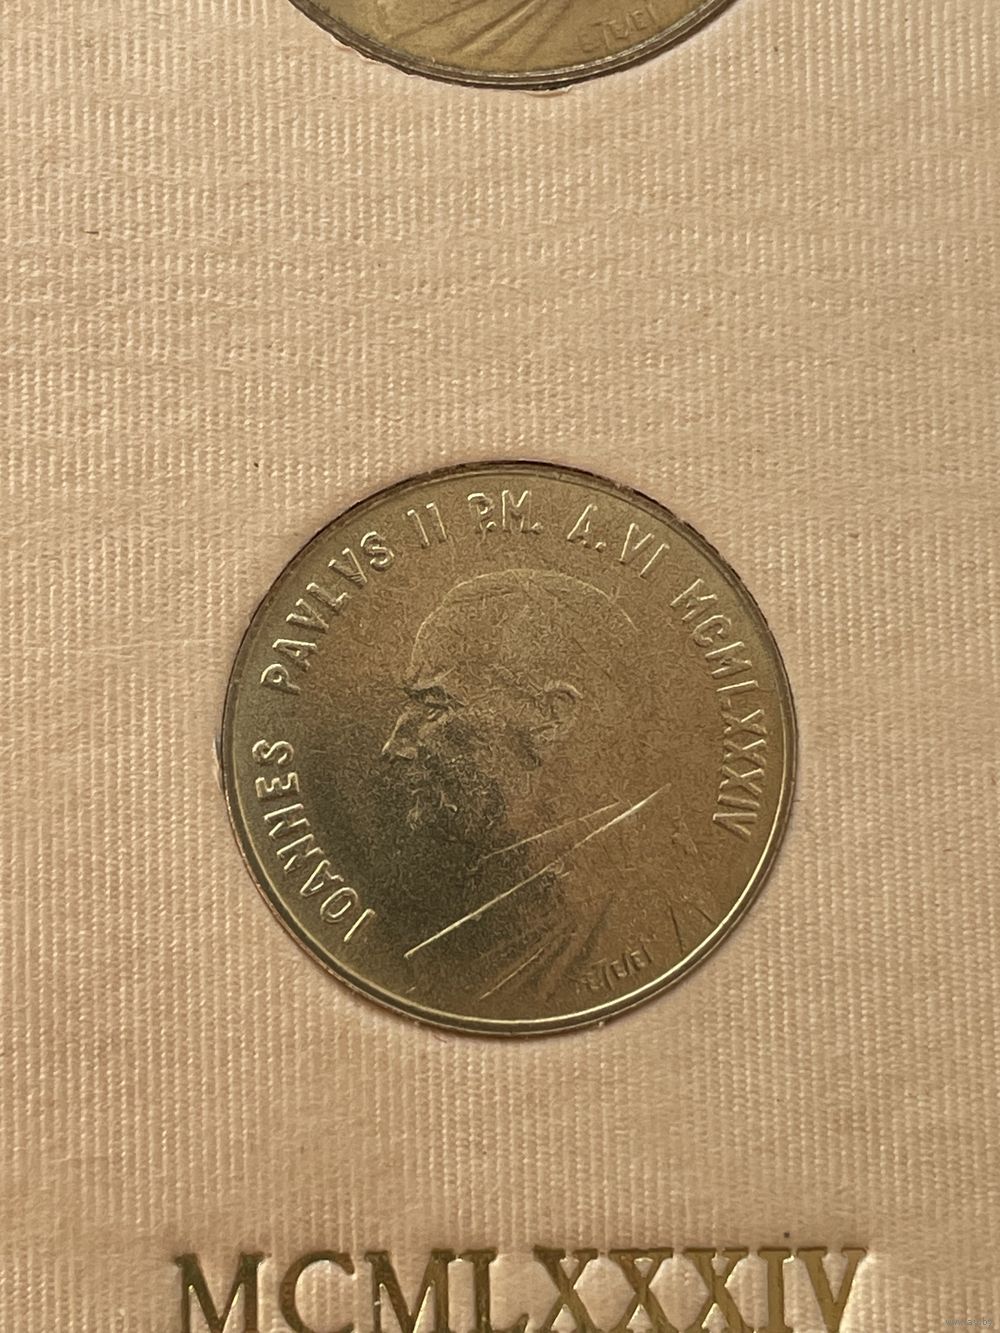 IOANNES PAVLVS II P.M. A.VI MCMLXXXIV
MCMLXXXIV